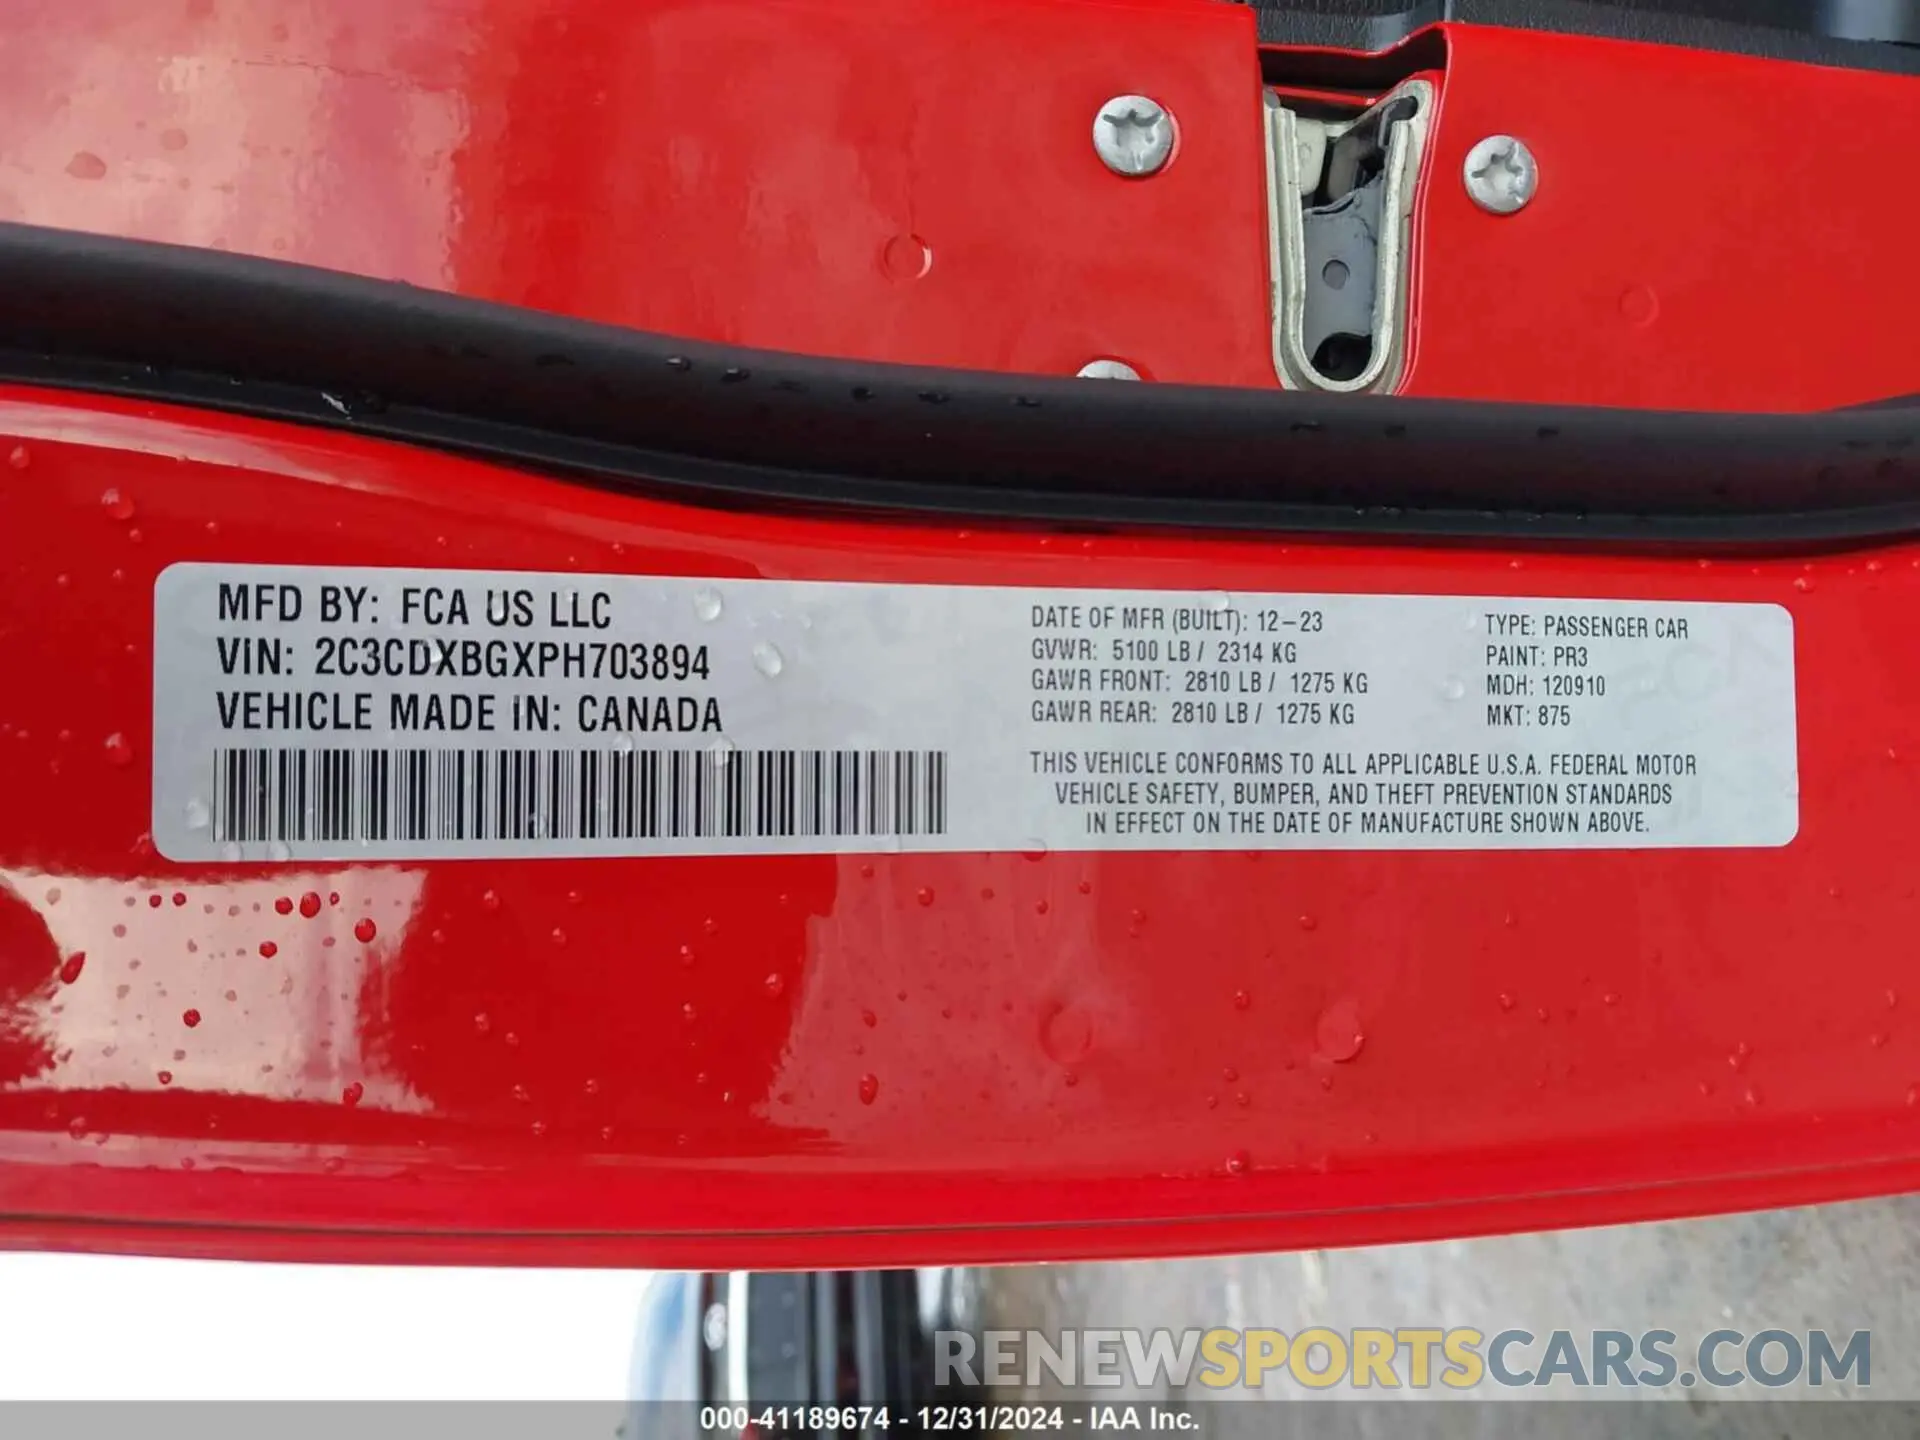 MFD BY: FCA US LLC
VIN: 2C3CDXBGXPH703894
VEHICLE MADE IN: CANADA
DATE OF MFR (BUILT): 12-23
GVWR: 5100 LB / 2314 KG
GAWR FRONT: 2810 LB / 1275 KG
GAWR REAR: 2810 LB / 1275 KG
TYPE: PASSENGER CAR
PAINT: PR3
MDH: 120910
MKT: 875
THIS VEHICLE CONFORMS TO ALL APPLICABLE U.S.A. FEDERAL MOTOR
VEHICLE SAFETY, BUMPER, AND THEFT PREVENTION STANDARDS
IN EFFECT ON THE DATE OF MANUFACTURE SHOWN ABOVE.
RENEWSPORTSCARS.COM
000-41189674 - 12/31/2024 - IAA Inc.